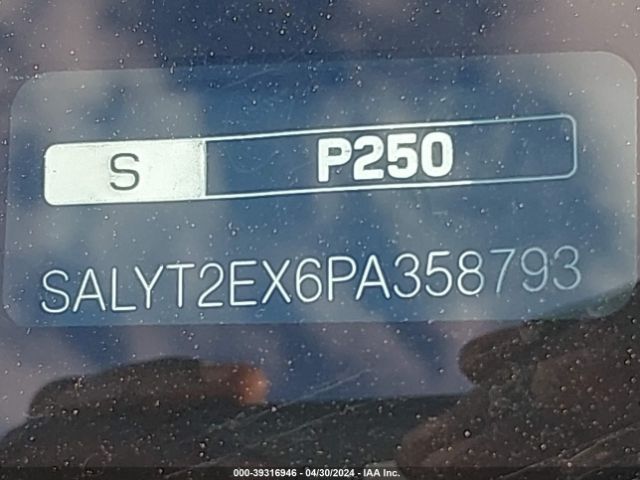 S P250
SALYT2EX6PA358793
000-39316946 - 04/30/2024 - IAA Inc.